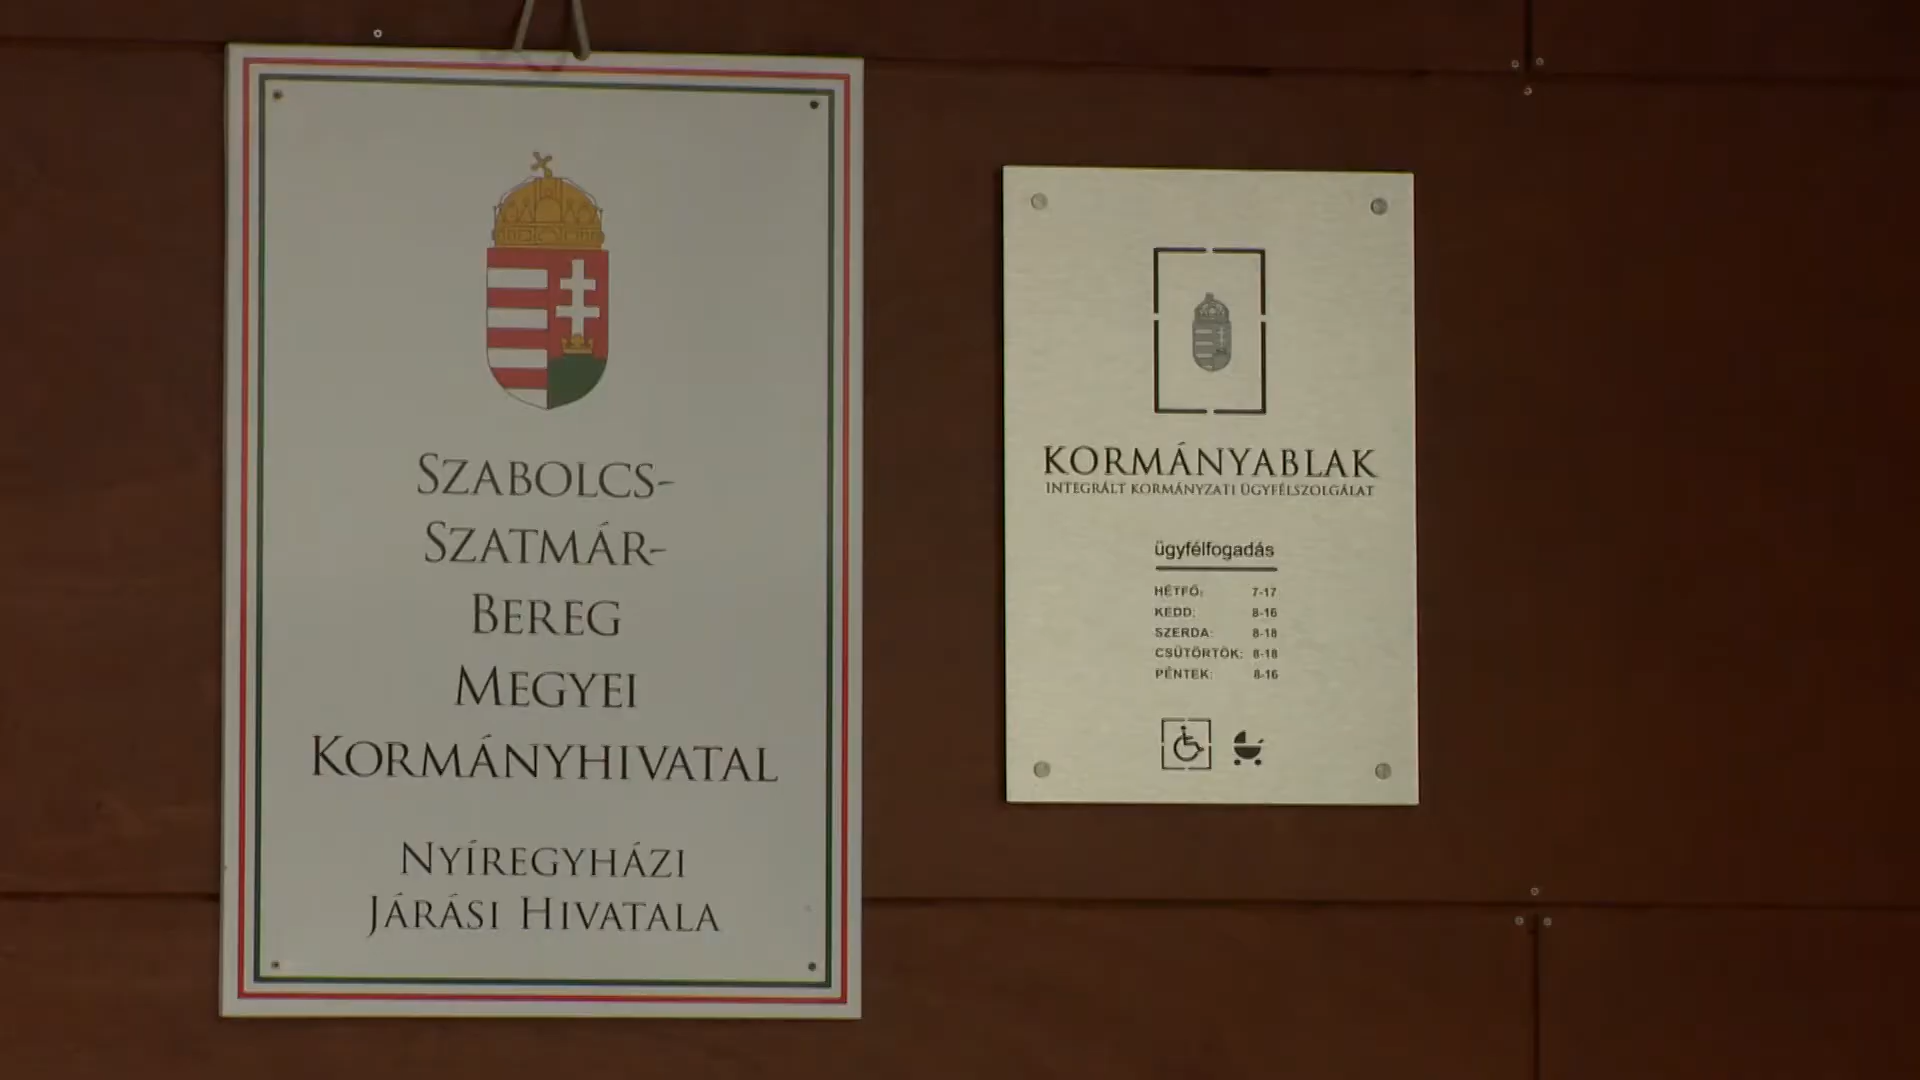 SZABOLCS-
SZATMÁR-
BEREG
MEGYEI
KORMÁNYHIVATAL
NYÍREGYHÁZI
JÁRÁSI HIVATALA
KORMÁNYABLAK
INTEGRÁLT KORMÁNYZATI ÜGYFÉLSZOLGÁLAT
ügyfélfogadás
HÉTFŐ: 7-17
KEDD: 8-16
SZERDA: 8-18
CSÜTÖRTÖK: 8-18
PÉNTEK: 8-16